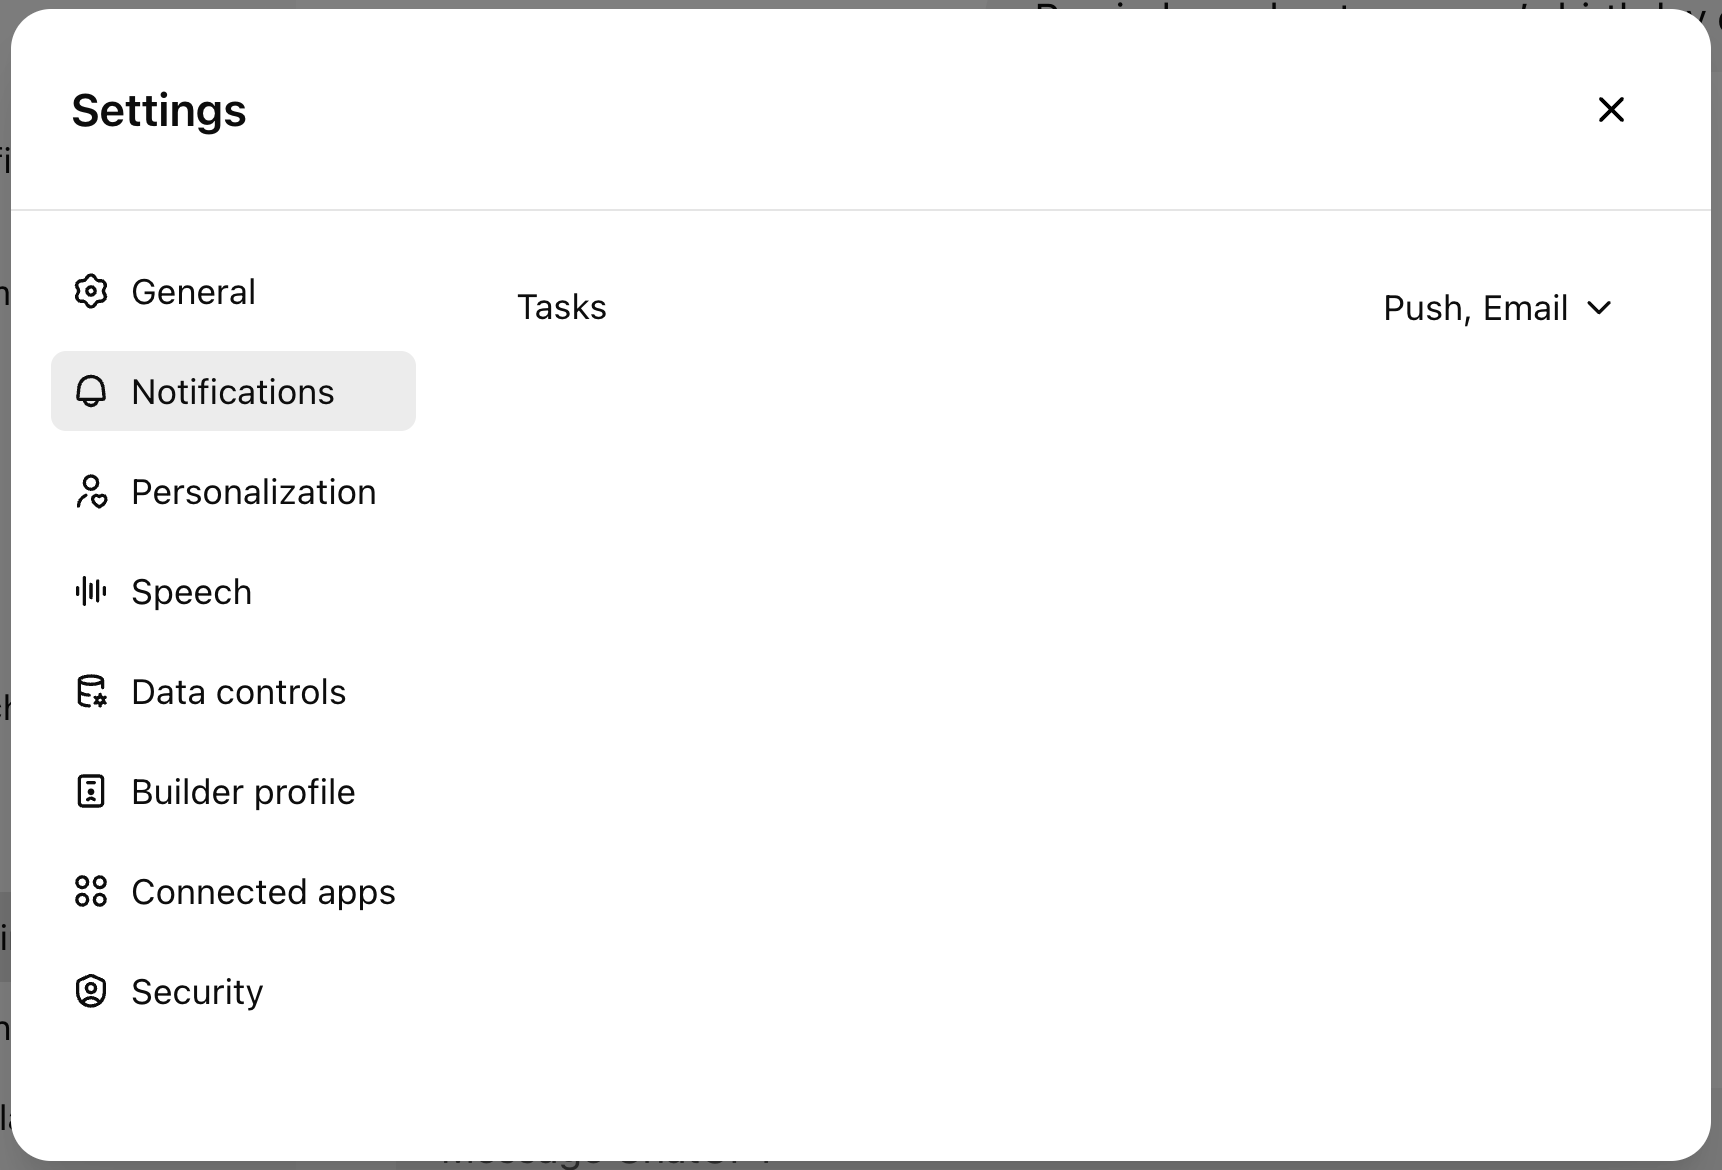 Settings
General
Tasks
Push, Email
Notifications
Personalization
Speech
Data controls
Builder profile
Connected apps
Security